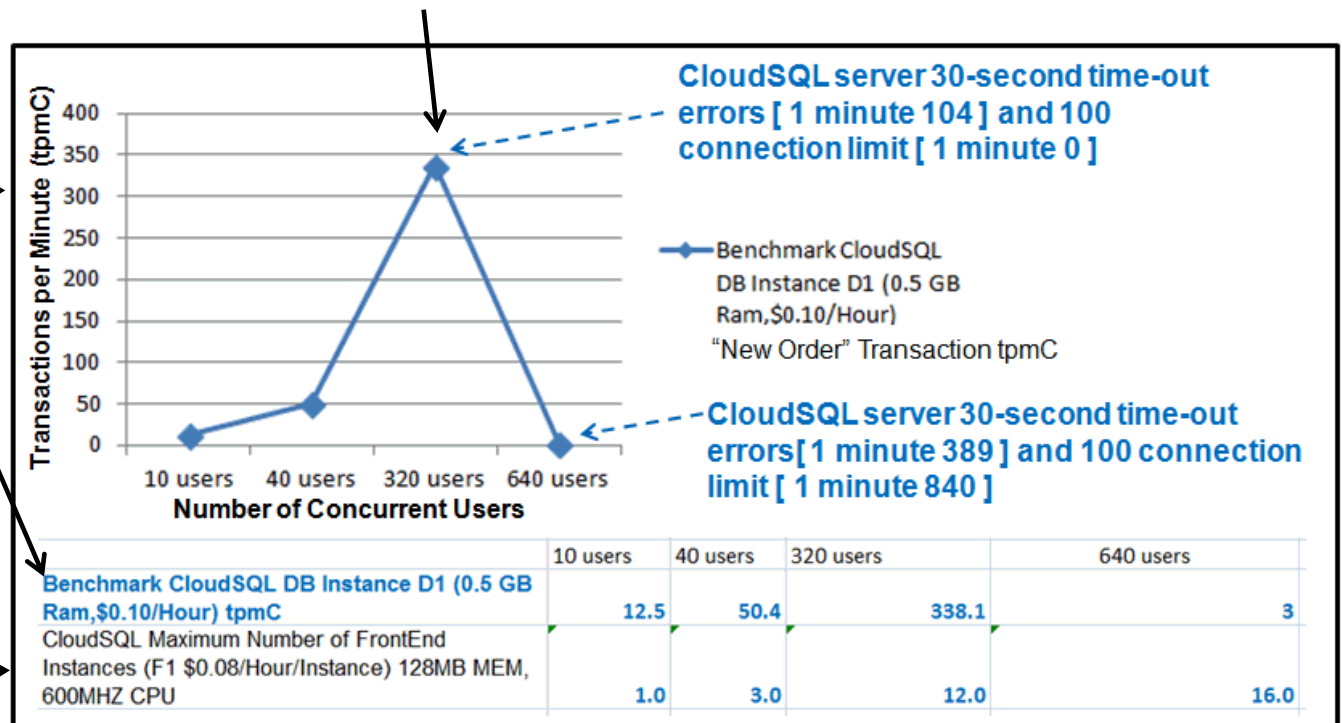 CloudSQL server 30-second time-out
errors [ 1 minute 104 ] and 100
connection limit [ 1 minute 0 ]
Transactions per Minute (tpmC)
400
350
300
250
200
150
100
50
0
Benchmark CloudSQL
DB Instance D1 (0.5 GB
Ram,$0.10/Hour)
“New Order” Transaction tpmC
CloudSQL server 30-second time-out
errors[ 1 minute 389 ] and 100 connection
limit [ 1 minute 840 ]
10 users 40 users 320 users 640 users
Number of Concurrent Users
10 users 40 users 320 users 640 users
Benchmark CloudSQL DB Instance D1 (0.5 GB
Ram,$0.10/Hour) tpmC 12.5 50.4 338.1 3
CloudSQL Maximum Number of FrontEnd
Instances (F1 $0.08/Hour/Instance) 128MB MEM,
600MHZ CPU 1.0 3.0 12.0 16.0